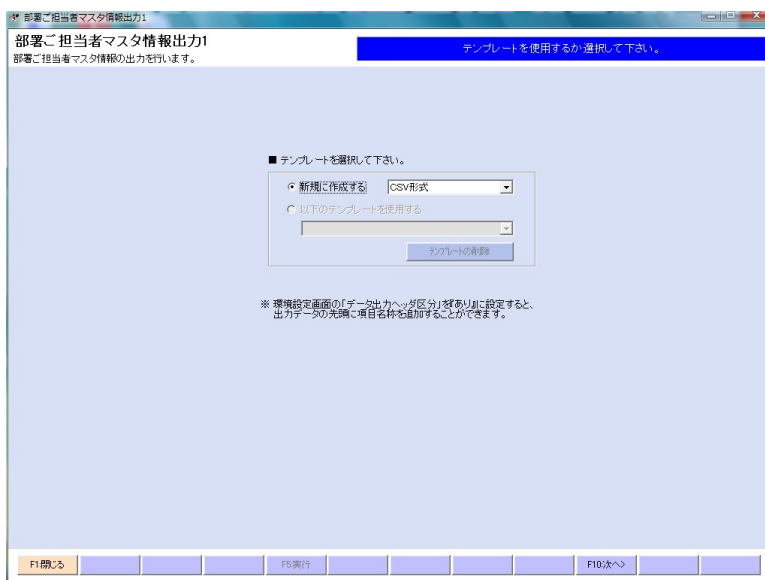 部署ご担当者マスタ情報出力1
部署ご担当者マスタ情報出力1
テンプレートを使用するか選択して下さい。
部署ご担当者マスタ情報の出力を行います。
■ テンプレートを選択して下さい。
新規に作成する CSV形式
以下のテンプレートを使用する
テンプレートの削除
※ 環境設定画面の「データ出力ヘッダ区分」を『あり』に設定すると、
出力データの先頭に項目名称を追加することができます。
F1:閉じる F5:実行 F10:次へ>